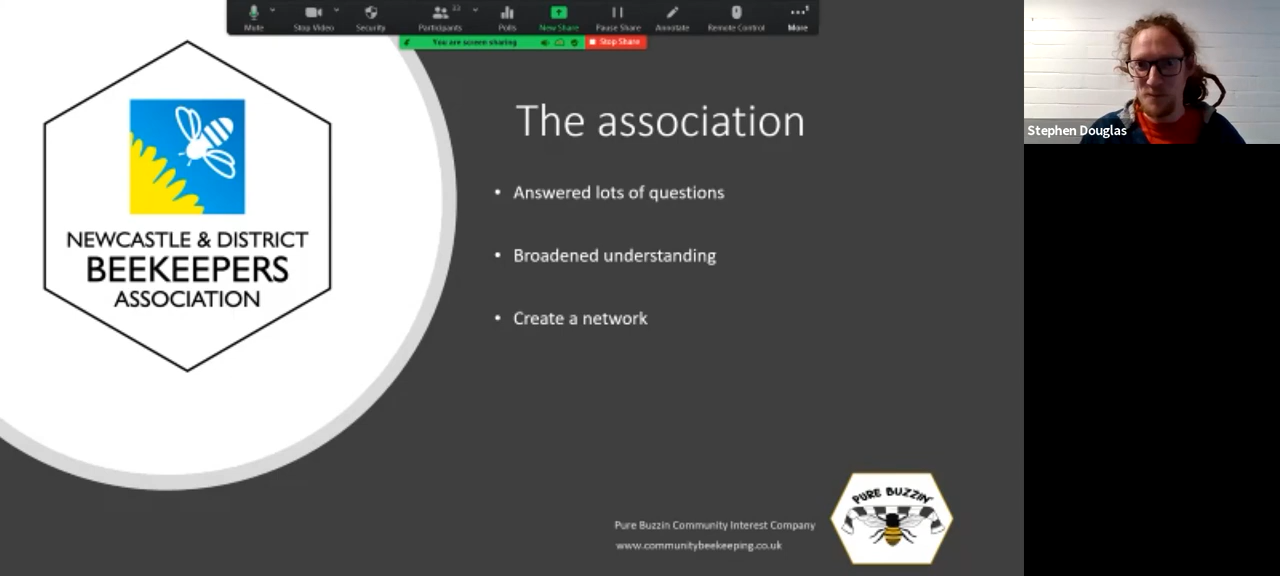 Mute
Stop Video
Security
Participants
Polls
New Share
Pause Share
Annotate
Remote Control
More
You are screen sharing
Stop Share
Stephen Douglas
NEWCASTLE & DISTRICT
BEEKEEPERS
ASSOCIATION
The association
• Answered lots of questions
• Broadened understanding
• Create a network
Pure Buzzin Community Interest Company
www.communitybeekeeping.co.uk
PURE BUZZIN'